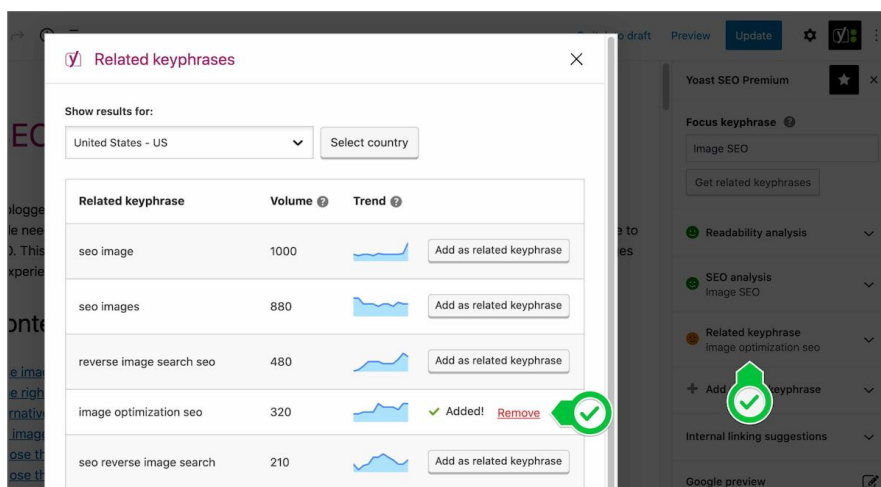 Related keyphrases
Show results for:
United States - US
Select country
Related keyphrase Volume Trend
seo image 1000 Add as related keyphrase
seo images 880 Add as related keyphrase
reverse image search seo 480 Add as related keyphrase
image optimization seo 320 Added! Remove
seo reverse image search 210 Add as related keyphrase
draft Preview Update
Yoast SEO Premium
Focus keyphrase
Image SEO
Get related keyphrases
Readability analysis
SEO analysis
Image SEO
Related keyphrase
image optimization seo
Add keyphrase
Internal linking suggestions
Google preview